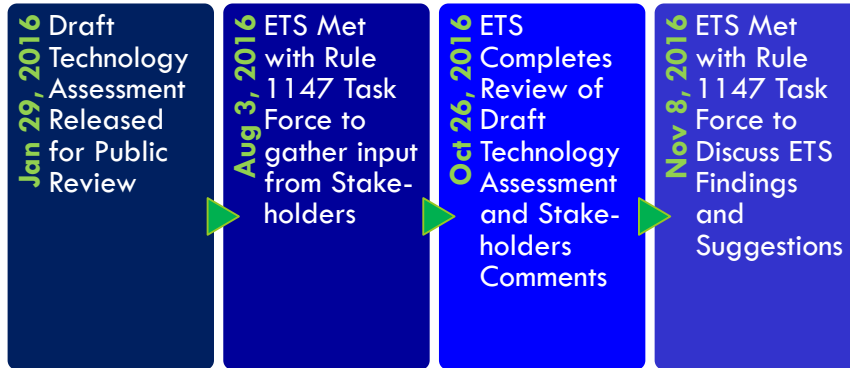 Jan 29, 2016
Draft
Technology
Assessment
Released
for Public
Review
Aug 3, 2016
ETS Met
with Rule
1147 Task
Force to
gather input
from Stake-
holders
Oct 26, 2016
ETS
Completes
Review of
Draft
Technology
Assessment
and Stake-
holders
Comments
Nov 8, 2016
ETS Met
with Rule
1147 Task
Force to
Discuss ETS
Findings
and
Suggestions